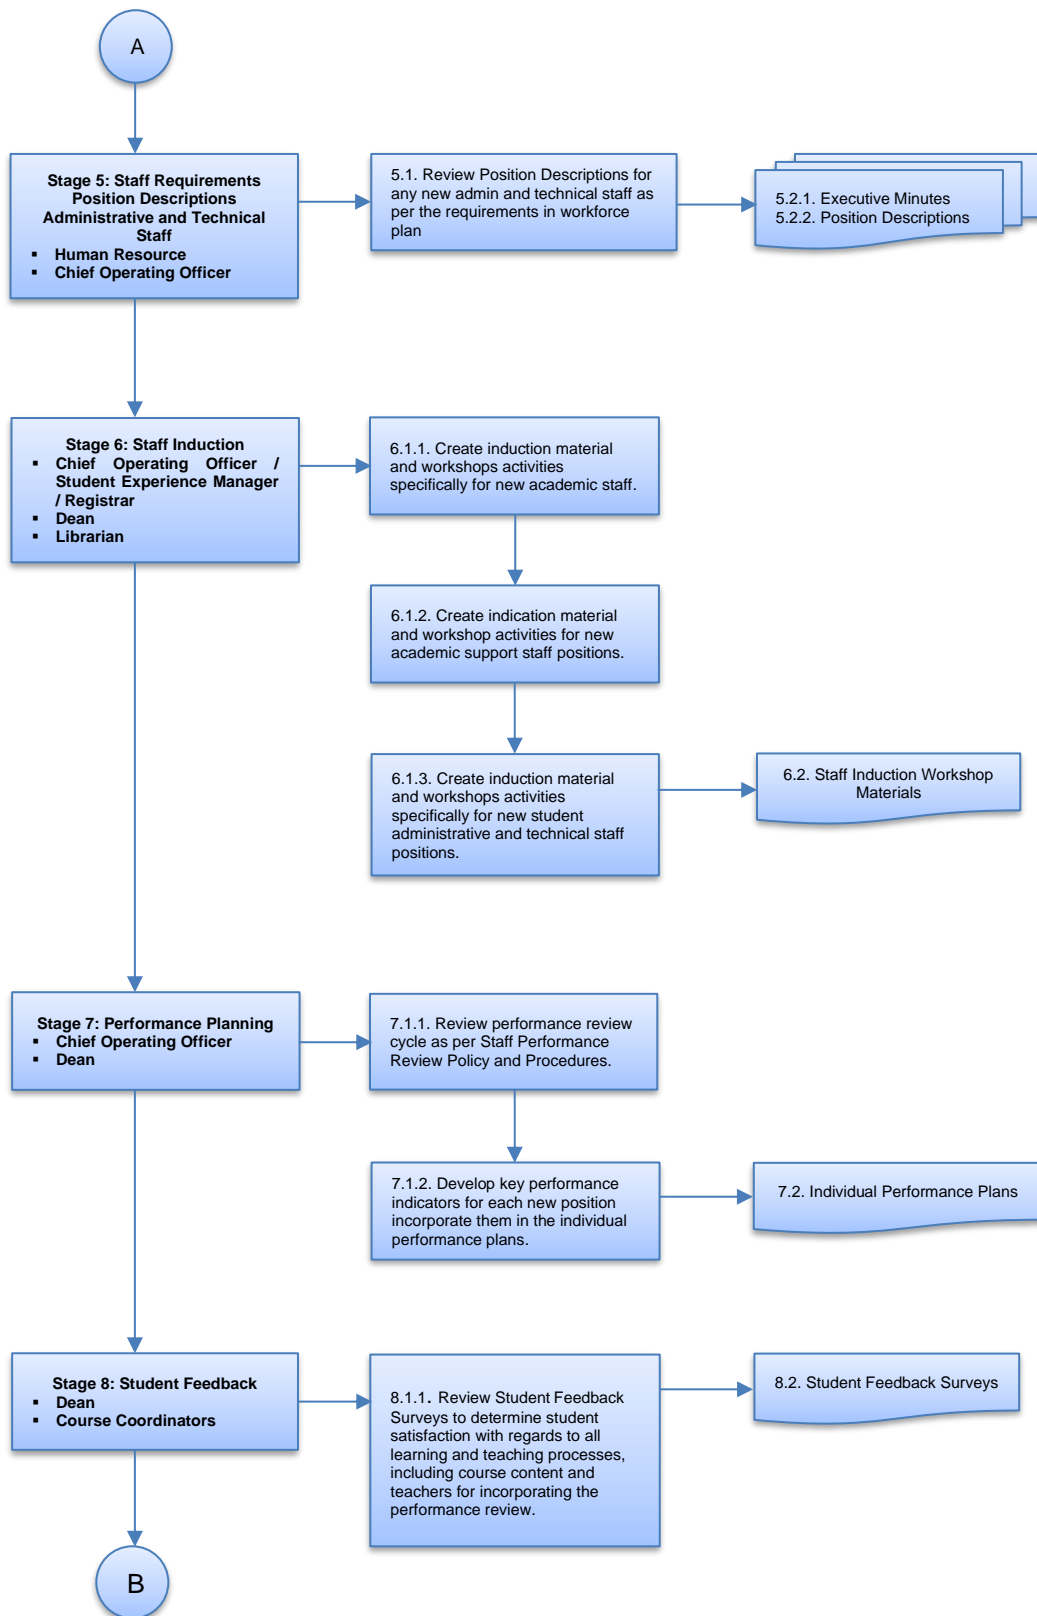 A
Stage 5: Staff Requirements
Position Descriptions
Administrative and Technical
Staff
▪ Human Resource
▪ Chief Operating Officer
5.1. Review Position Descriptions for
any new admin and technical staff as
per the requirements in workforce
plan
5.2.1. Executive Minutes
5.2.2. Position Descriptions
Stage 6: Staff Induction
▪ Chief Operating Officer /
Student Experience Manager
/ Registrar
▪ Dean
▪ Librarian
6.1.1. Create induction material
and workshops activities
specifically for new academic staff.
6.1.2. Create indication material
and workshop activities for new
academic support staff positions.
6.1.3. Create induction material
and workshops activities
specifically for new student
administrative and technical staff
positions.
6.2. Staff Induction Workshop
Materials
Stage 7: Performance Planning
▪ Chief Operating Officer
▪ Dean
7.1.1. Review performance review
cycle as per Staff Performance
Review Policy and Procedures.
7.1.2. Develop key performance
indicators for each new position
incorporate them in the individual
performance plans.
7.2. Individual Performance Plans
Stage 8: Student Feedback
▪ Dean
▪ Course Coordinators
8.1.1. Review Student Feedback
Surveys to determine student
satisfaction with regards to all
learning and teaching processes,
including course content and
teachers for incorporating the
performance review.
8.2. Student Feedback Surveys
B